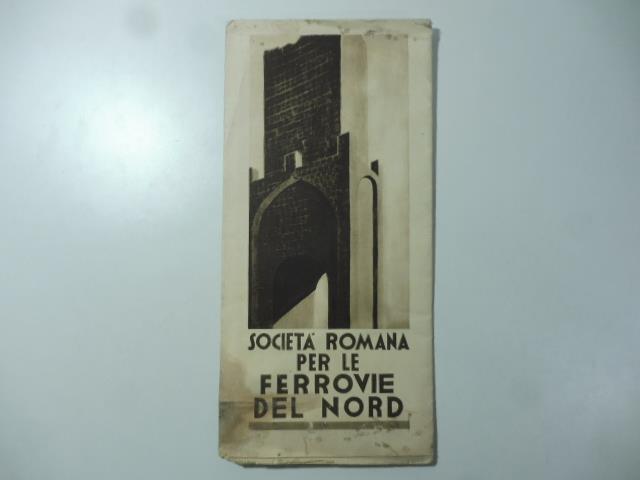 SOCIETÀ ROMANA
PER LE
FERROVIE
DEL NORD